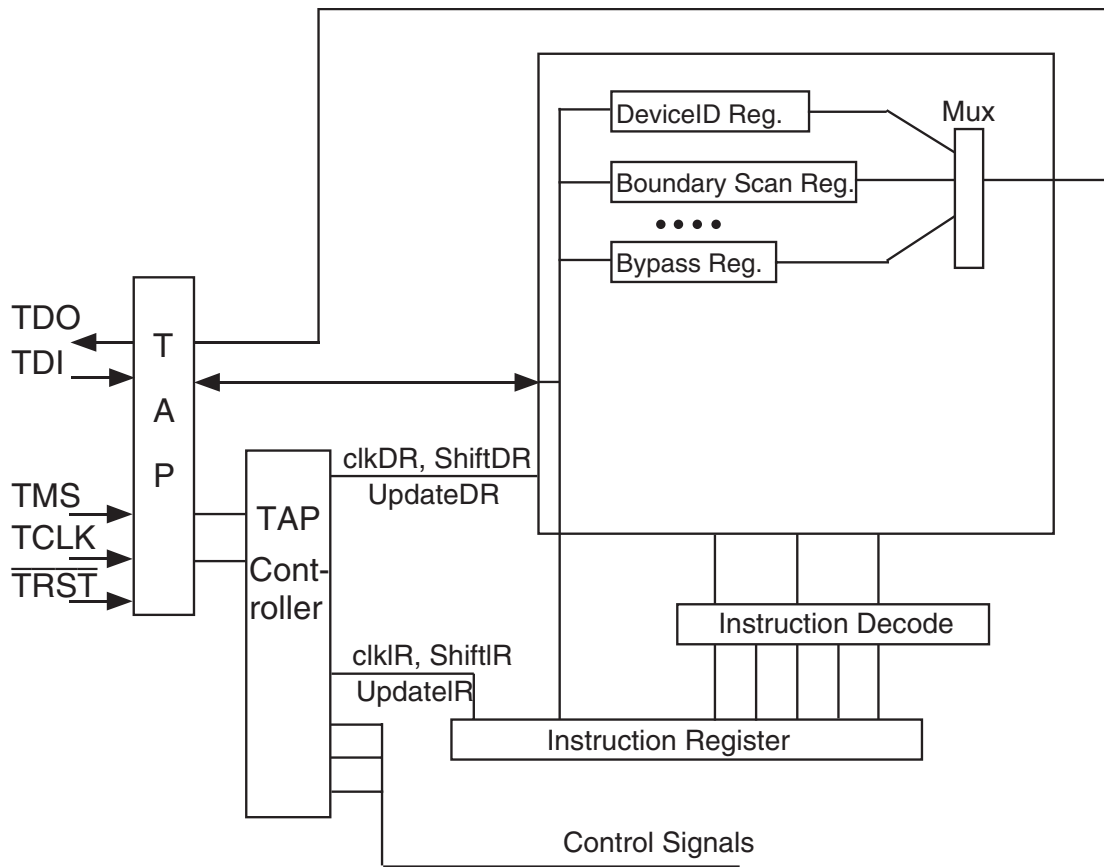 DeviceID Reg.
Mux
Boundary Scan Reg.
Bypass Reg.
TDO
TDI
TMS
TCLK
TRST
T
A
P
TAP
Cont-
roller
clkDR, ShiftDR
UpdateDR
clkIR, ShiftIR
UpdateIR
Instruction Decode
Instruction Register
Control Signals